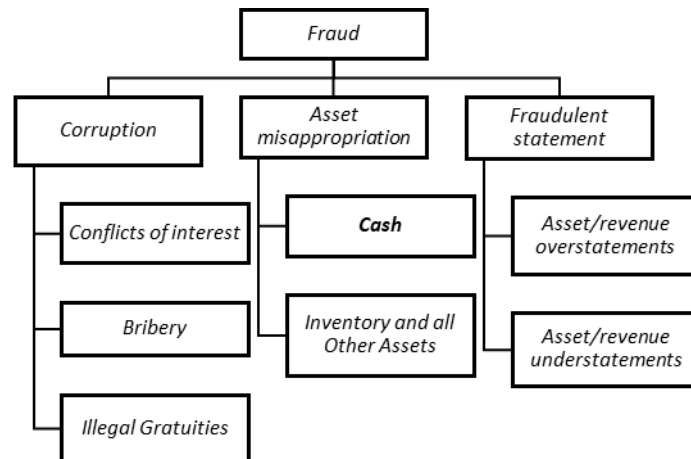 Fraud
Corruption
Asset
misappropriation
Fraudulent
statement
Conflicts of interest
Bribery
Illegal Gratuities
Cash
Inventory and all
Other Assets
Asset/revenue
overstatements
Asset/revenue
understatements